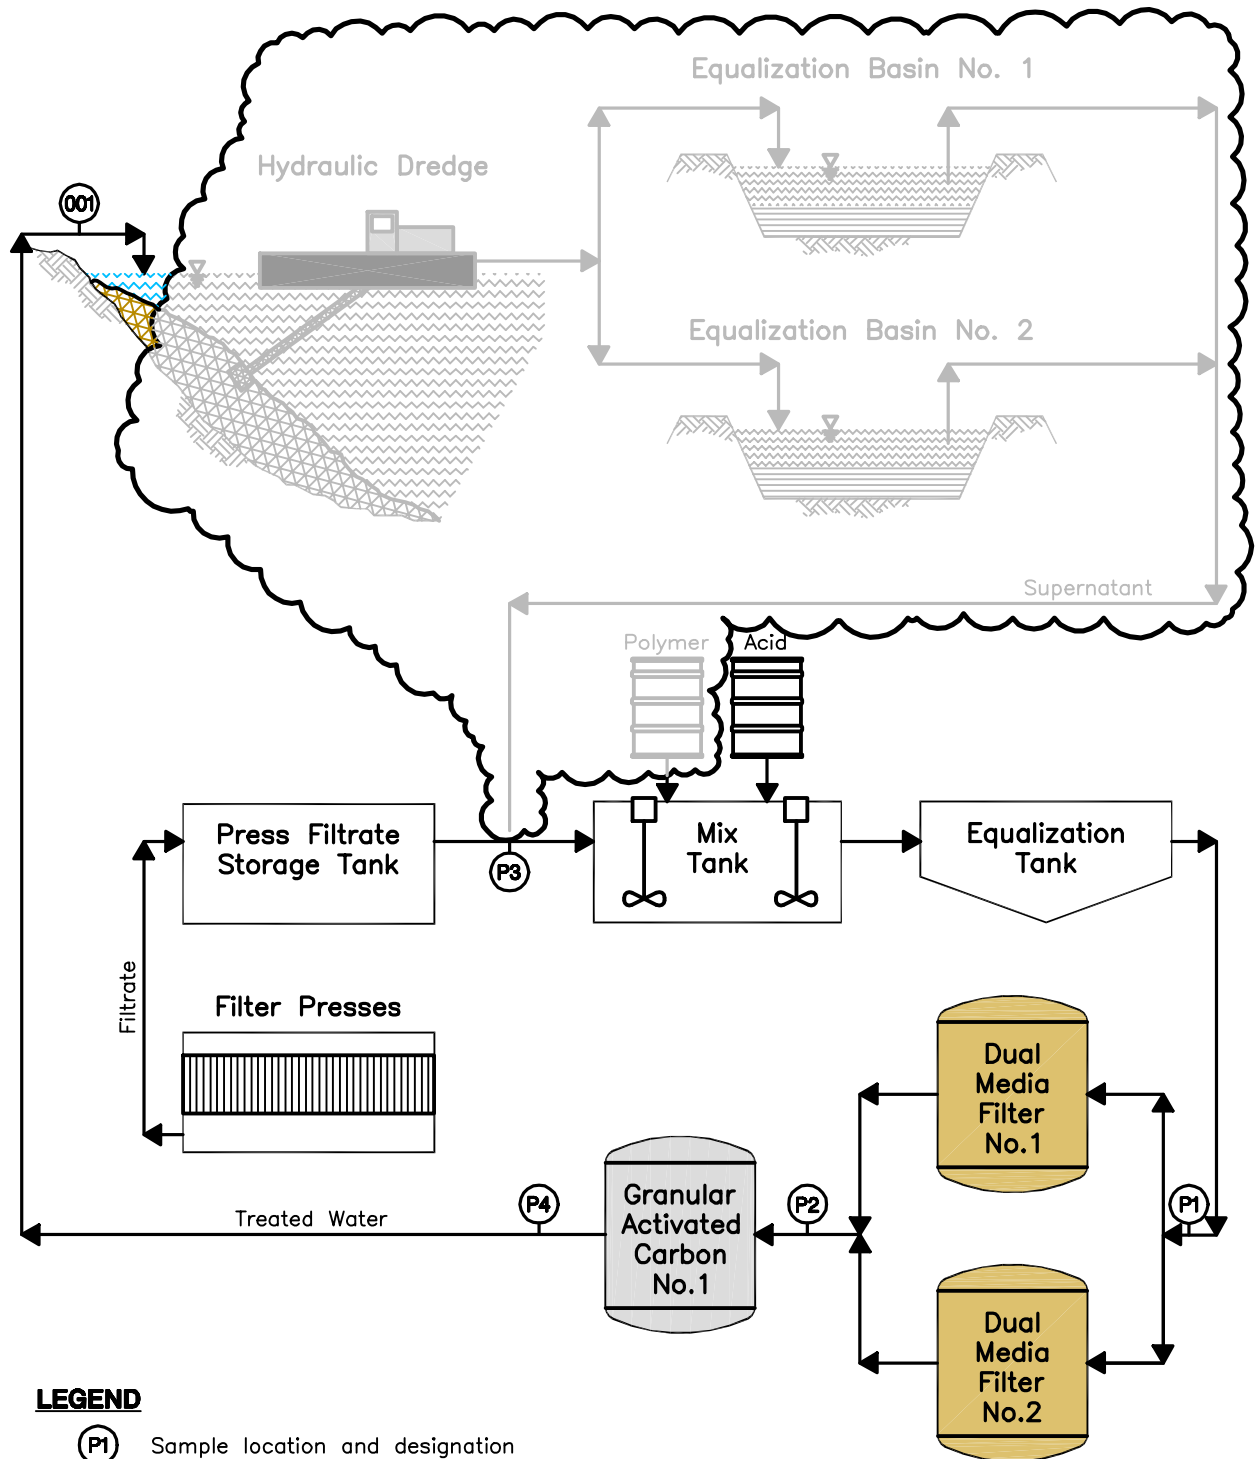 Equalization Basin No. 1
Hydraulic Dredge
001
Equalization Basin No. 2
Supernatant
Polymer
Acid
Press Filtrate
Storage Tank
P3
Mix
Tank
Equalization
Tank
Filtrate
Filter Presses
Dual
Media
Filter
No.1
Granular
Activated
Carbon
No.1
P4
P2
P1
Treated Water
Dual
Media
Filter
No.2
LEGEND
P1 Sample location and designation